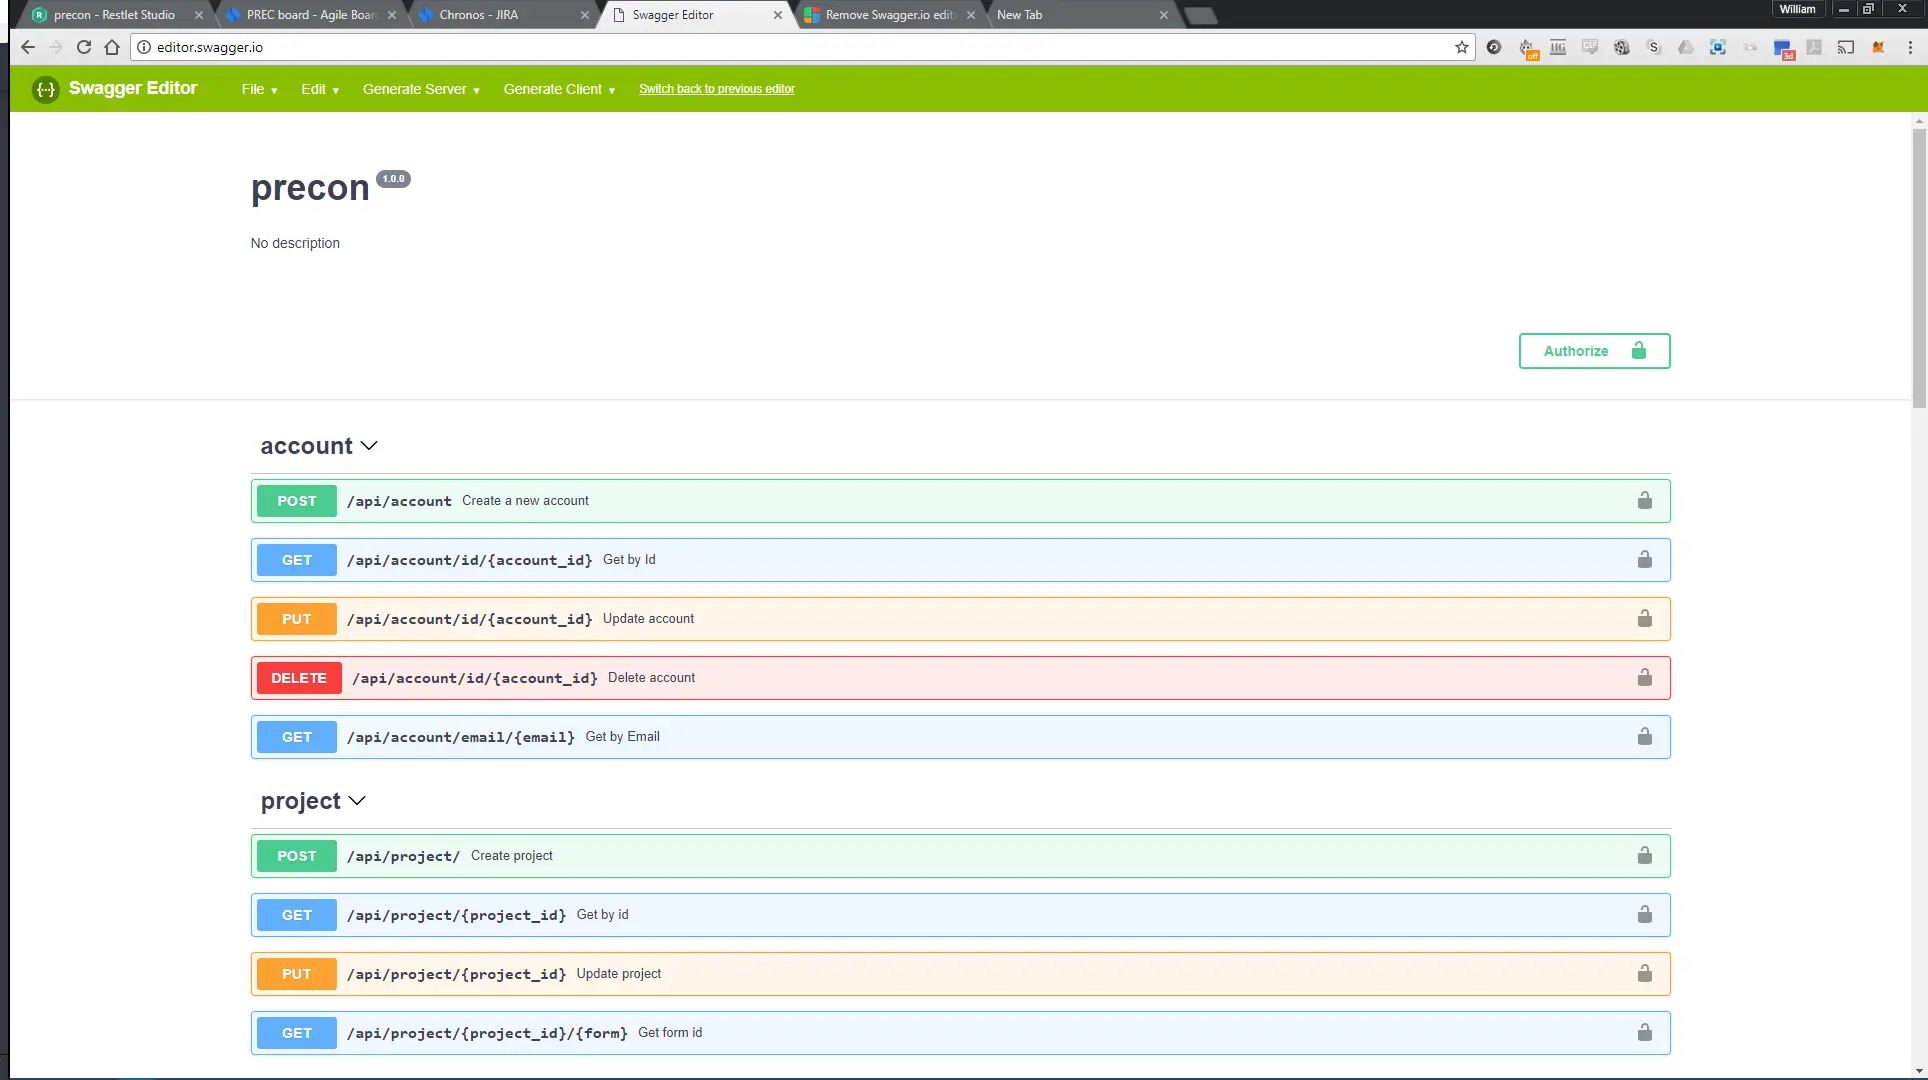 precon - Restlet Studio
PREC board - Agile Boar
Chronos - JIRA
Swagger Editor
Remove Swagger.io edit
New Tab
William
editor.swagger.io
off
3d
{··}
Swagger Editor
File
Edit
Generate Server
Generate Client
Switch back to previous editor
precon 1.0.0
No description
Authorize
account
POST /api/account Create a new account
GET /api/account/id/{account_id} Get by Id
PUT /api/account/id/{account_id} Update account
DELETE /api/account/id/{account_id} Delete account
GET /api/account/email/{email} Get by Email
project
POST /api/project/ Create project
GET /api/project/{project_id} Get by id
PUT /api/project/{project_id} Update project
GET /api/project/{project_id}/{form} Get form id